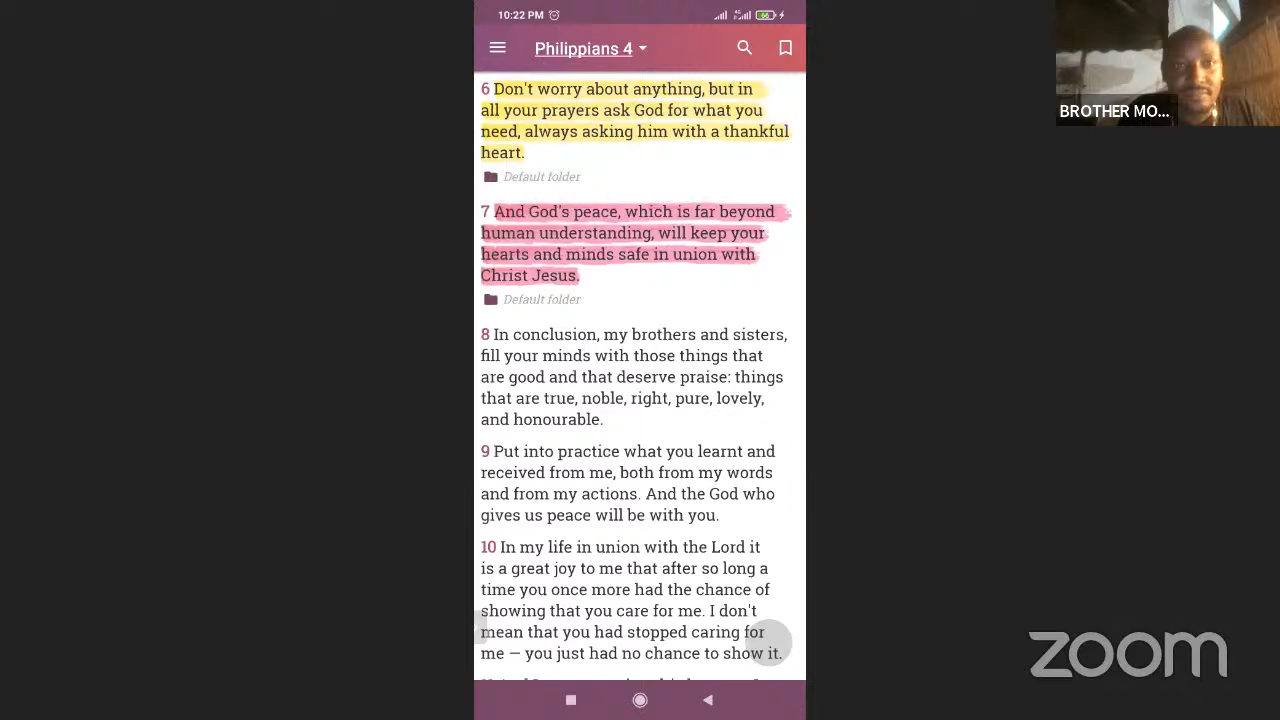 10:22 PM
4G
66
Philippians 4
BROTHER MO...
6 Don't worry about anything, but in
all your prayers ask God for what you
need, always asking him with a thankful
heart.
Default folder
7 And God's peace, which is far beyond
human understanding, will keep your
hearts and minds safe in union with
Christ Jesus.
Default folder
8 In conclusion, my brothers and sisters,
fill your minds with those things that
are good and that deserve praise: things
that are true, noble, right, pure, lovely,
and honourable.
9 Put into practice what you learnt and
received from me, both from my words
and from my actions. And the God who
gives us peace will be with you.
10 In my life in union with the Lord it
is a great joy to me that after so long a
time you once more had the chance of
showing that you care for me. I don't
mean that you had stopped caring for
me — you just had no chance to show it.
zoom